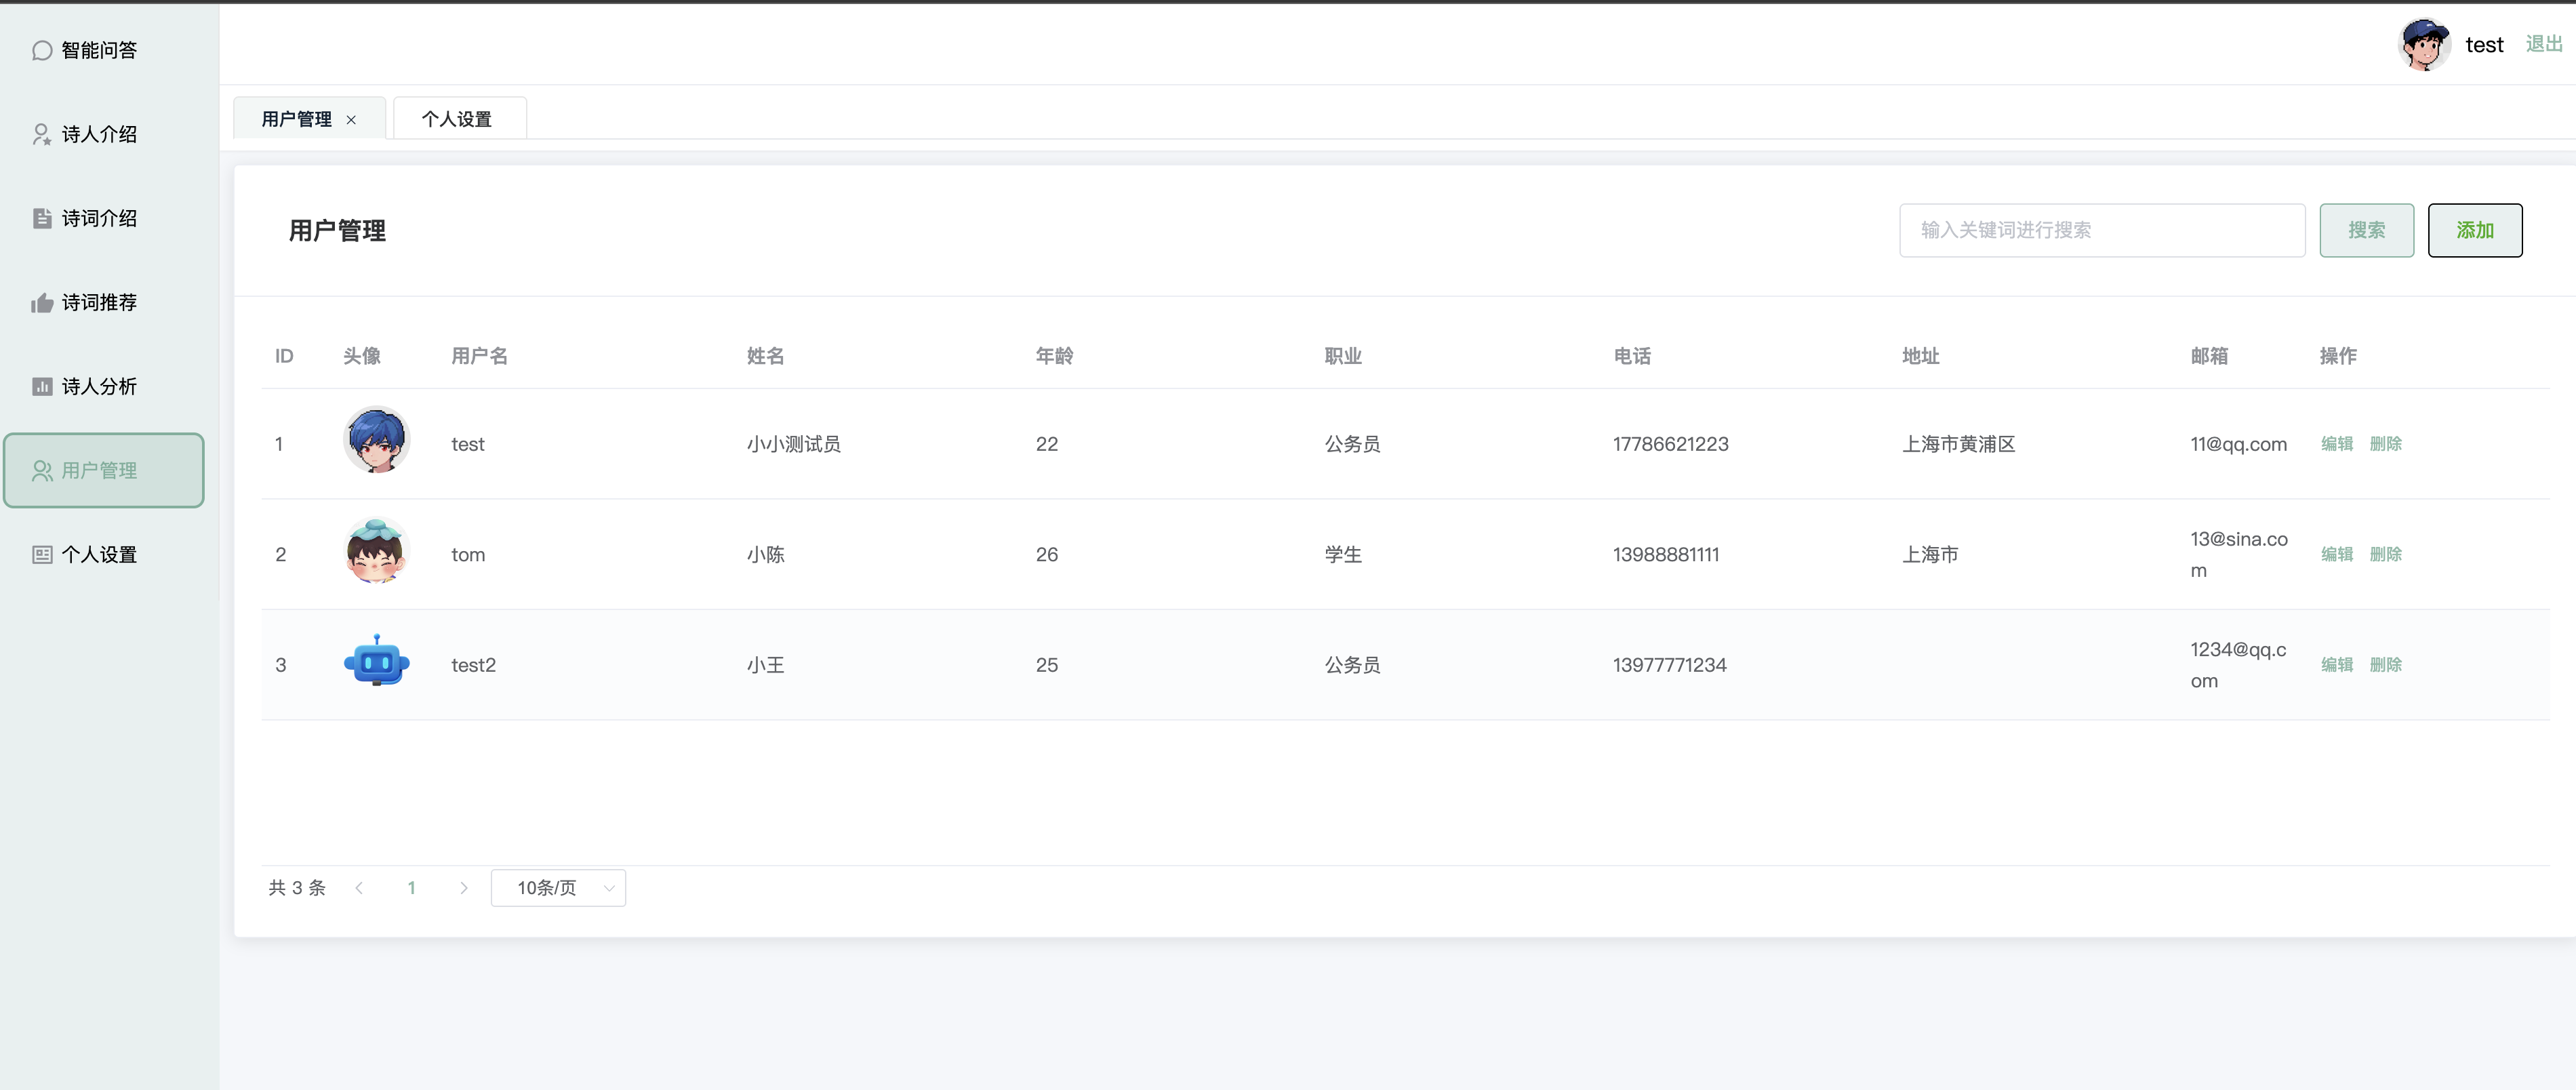 智能问答
诗人介绍
诗词介绍
诗词推荐
诗人分析
用户管理
个人设置
test 退出
用户管理 × 个人设置
用户管理 输入关键词进行搜索 搜索 添加
ID 头像 用户名 姓名 年龄 职业 电话 地址 邮箱 操作
1 test 小小测试员 22 公务员 17786621223 上海市黄浦区 11@qq.com 编辑 删除
2 tom 小陈 26 学生 13988881111 上海市 13@sina.co 编辑 删除
m
3 test2 小王 25 公务员 13977771234 1234@qq.c 编辑 删除
om
共 3 条 1 10条/页